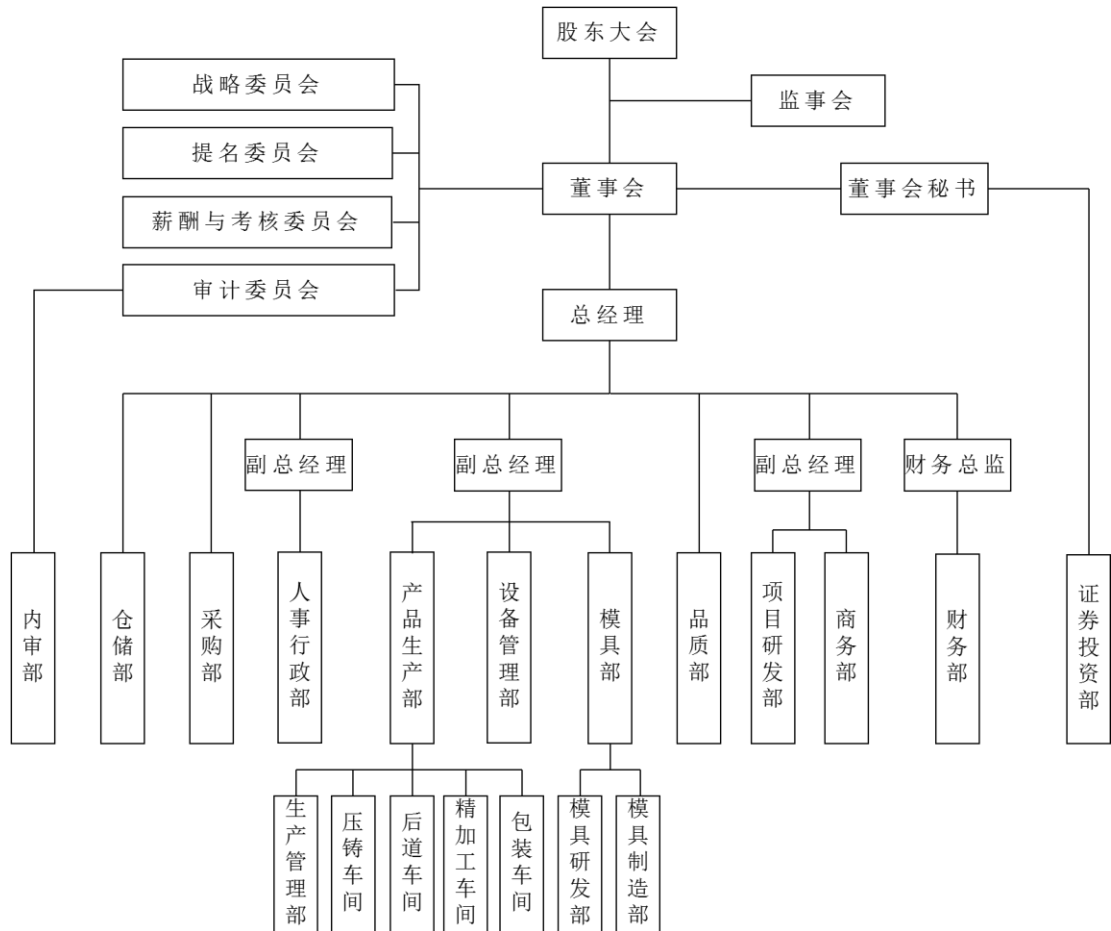 股东大会
战略委员会
监事会
提名委员会
董事会
董事会秘书
薪酬与考核委员会
审计委员会
总经理
副总经理
副总经理
副总经理
财务总监
内审部
仓储部
采购部
人事行政部
产品生产部
设备管理部
模具部
品质部
项目研发部
商务部
财务部
证券投资部
生产管理部
压铸车间
后道车间
精加工车间
包装车间
模具研发部
模具制造部